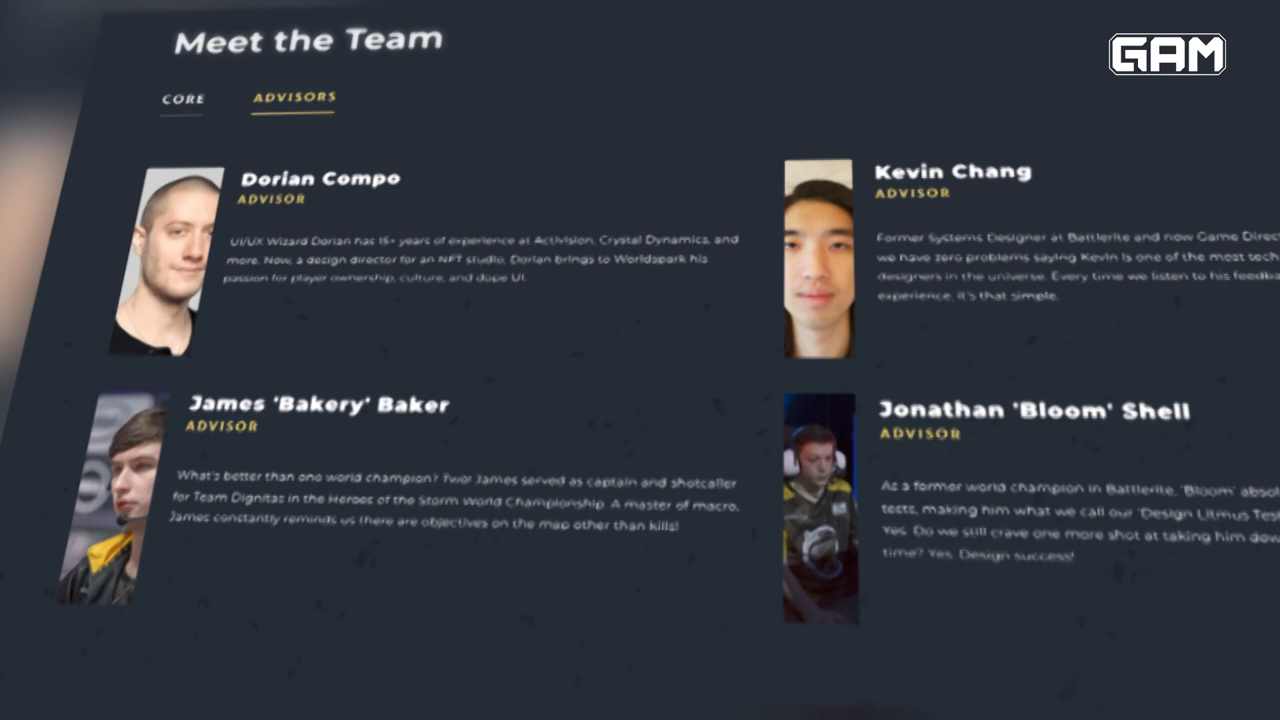 Meet the Team
GAM
CORE
ADVISORS
Dorian Compo
ADVISOR
UI/UX Wizard Dorian has 15+ years of experience at Activision, Crystal Dynamics, and
more. Now, a design director for an NFT studio, Dorian brings to Worldspark his
passion for player ownership, culture, and dope UI.
Kevin Chang
ADVISOR
Former Systems Designer at Battlerite and now Game Direc
we have zero problems saying Kevin is one of the most tech
designers in the universe. Every time we listen to his feedba
experience, it's that simple.
James 'Bakery' Baker
ADVISOR
What's better than one world champion? Two! James served as captain and shotcaller
for Team Dignitas in the Heroes of the Storm World Championship. A master of macro,
James constantly reminds us there are objectives on the map other than kills!
Jonathan 'Bloom' Shell
ADVISOR
As a former world champion in Battlerite, 'Bloom' absol
tests, making him what we call our 'Design Litmus Tes
Yes. Do we still crave one more shot at taking him dow
time? Yes. Design success!